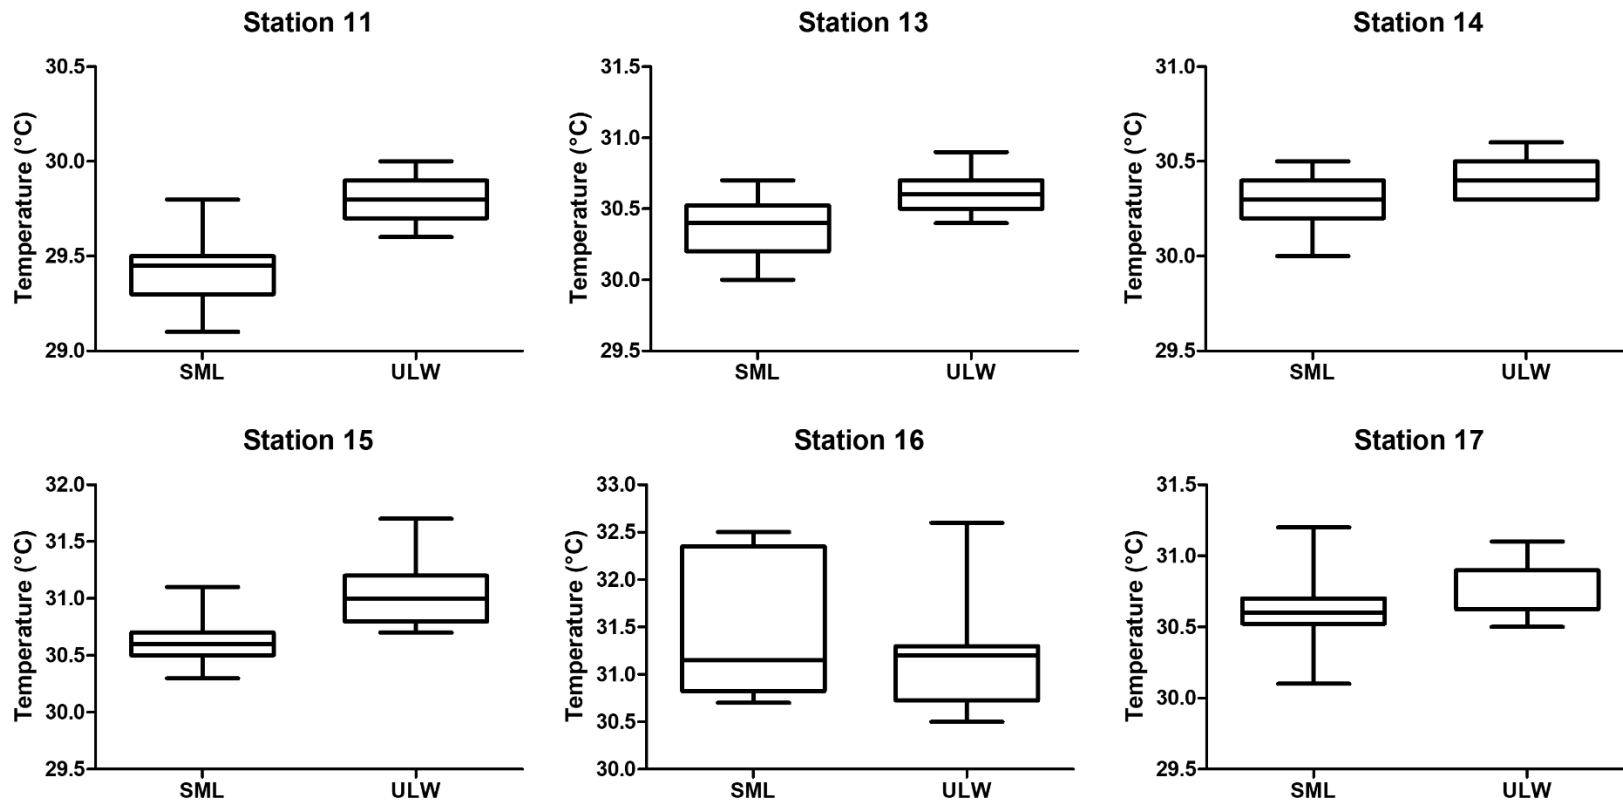 Station 11
Temperature (°C)
30.5
30.0
29.5
29.0
SML ULW
Station 13
Temperature (°C)
31.5
31.0
30.5
30.0
29.5
SML ULW
Station 14
Temperature (°C)
31.0
30.5
30.0
29.5
SML ULW
Station 15
Temperature (°C)
32.0
31.5
31.0
30.5
30.0
29.5
SML ULW
Station 16
Temperature (°C)
33.0
32.5
32.0
31.5
31.0
30.5
30.0
SML ULW
Station 17
Temperature (°C)
31.5
31.0
30.5
30.0
29.5
SML ULW